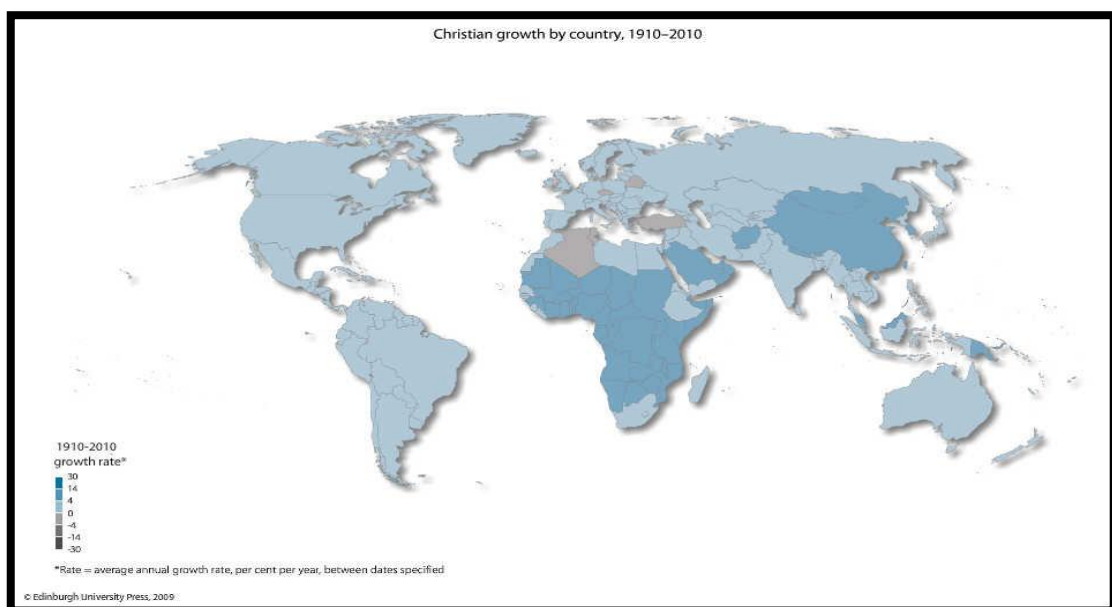 Christian growth by country, 1910–2010
1910-2010
growth rate*
30
14
4
0
-4
-14
-30
*Rate = average annual growth rate, per cent per year, between dates specified
© Edinburgh University Press, 2009